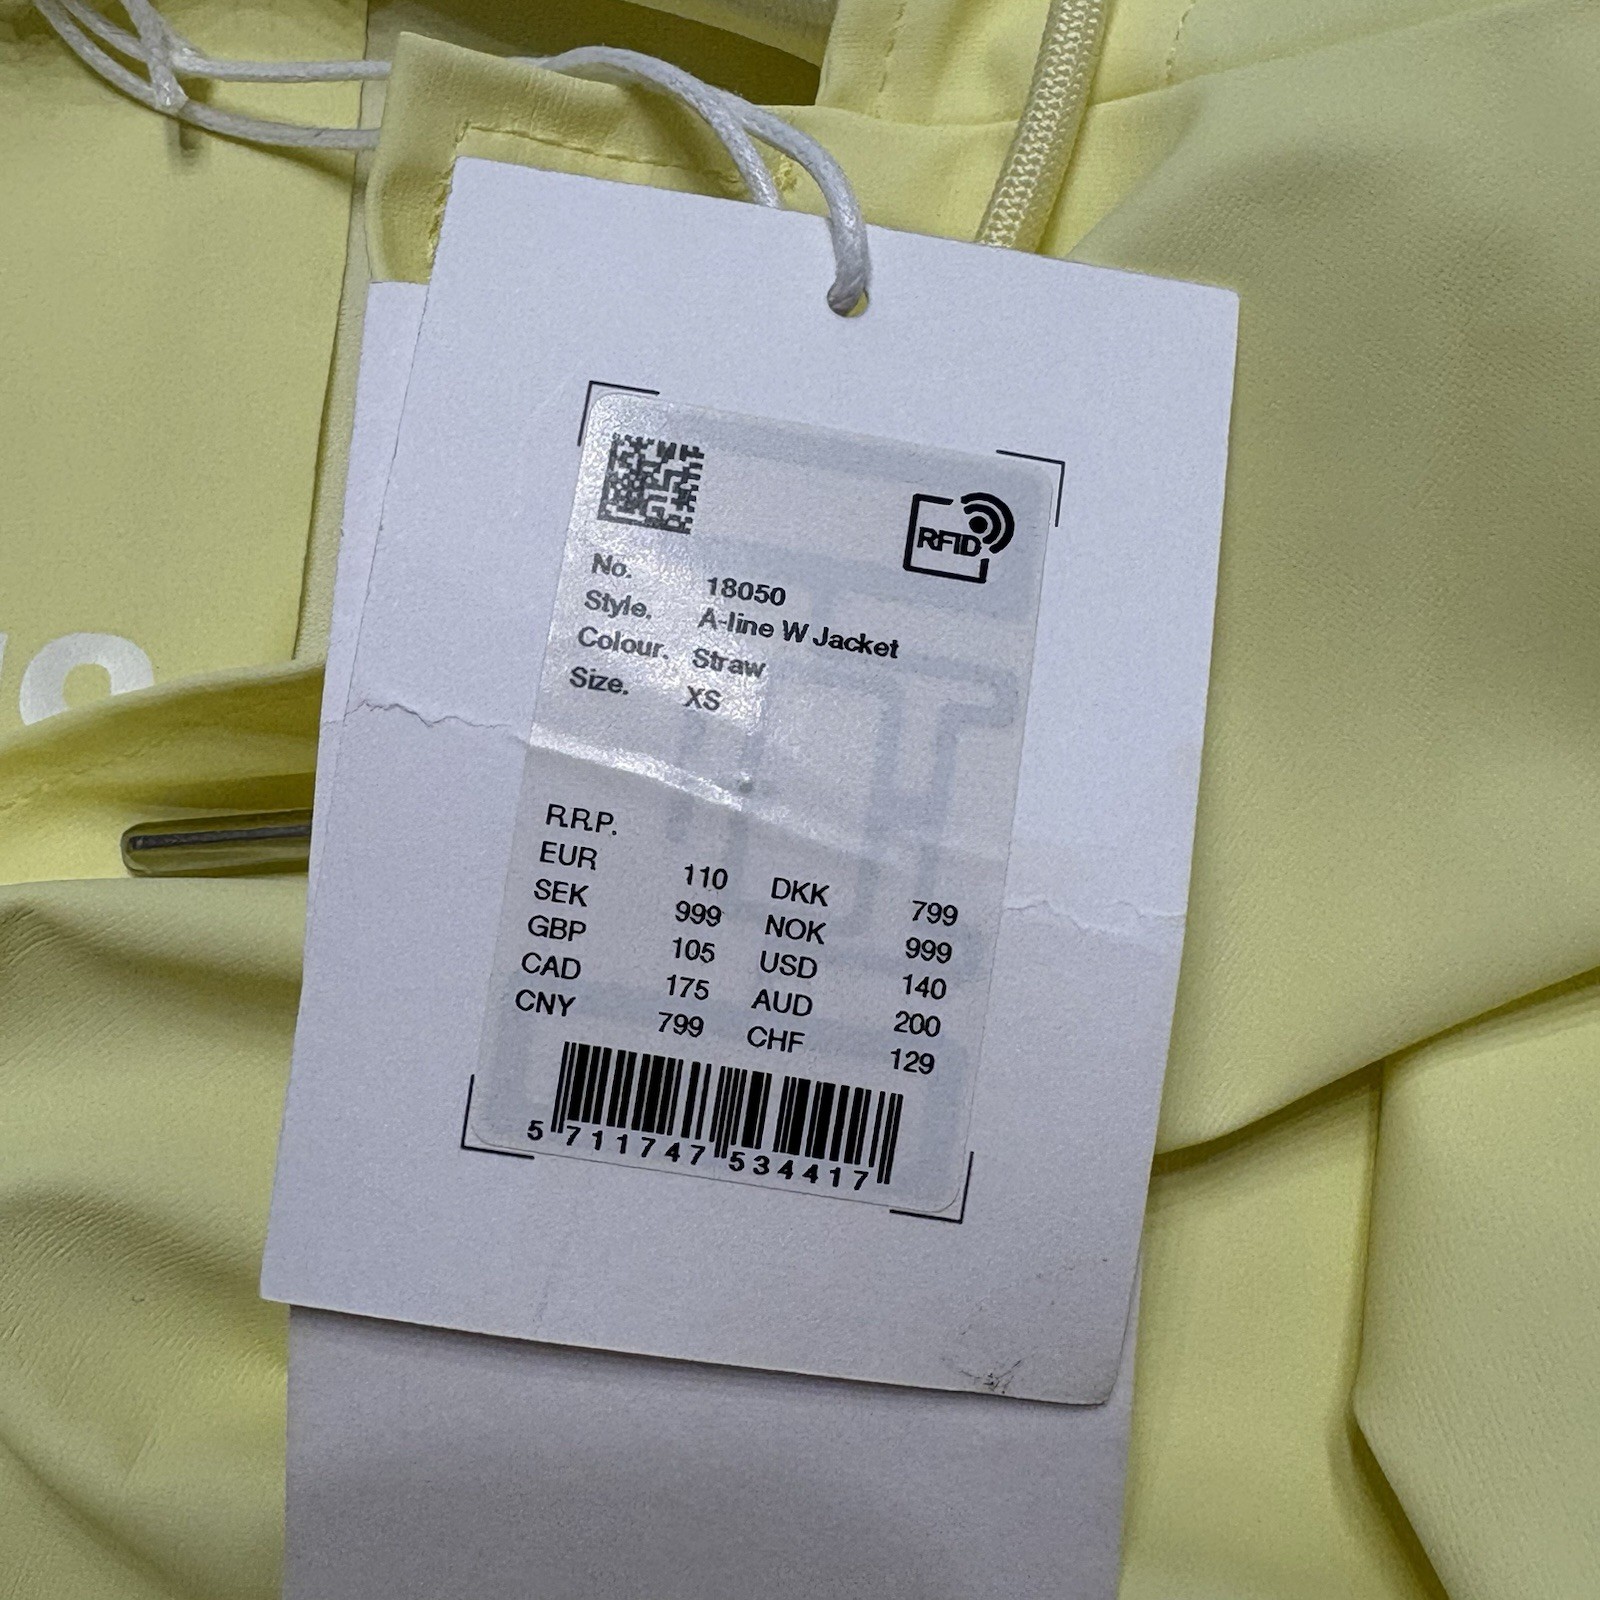 RFID
No. 18050
Style. A-line W Jacket
Colour. Straw
Size. XS
R.R.P.
EUR 110 DKK 799
SEK 999 NOK 999
GBP 105 USD 140
CAD 175 AUD 200
CNY 799 CHF 129
5 711747 534417